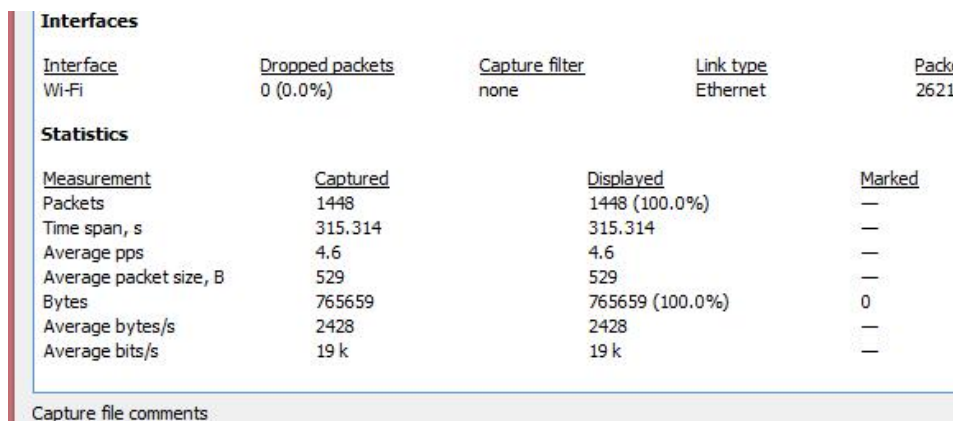 Interfaces
Interface Dropped packets Capture filter Link type
Wi-Fi 0 (0.0%) none Ethernet 2621
Statistics
Measurement Captured Displayed Marked
Packets 1448 1448 (100.0%) —
Time span, s 315.314 315.314 —
Average pps 4.6 4.6 —
Average packet size, B 529 529 —
Bytes 765659 765659 (100.0%) 0
Average bytes/s 2428 2428 —
Average bits/s 19 k 19 k —
Capture file comments